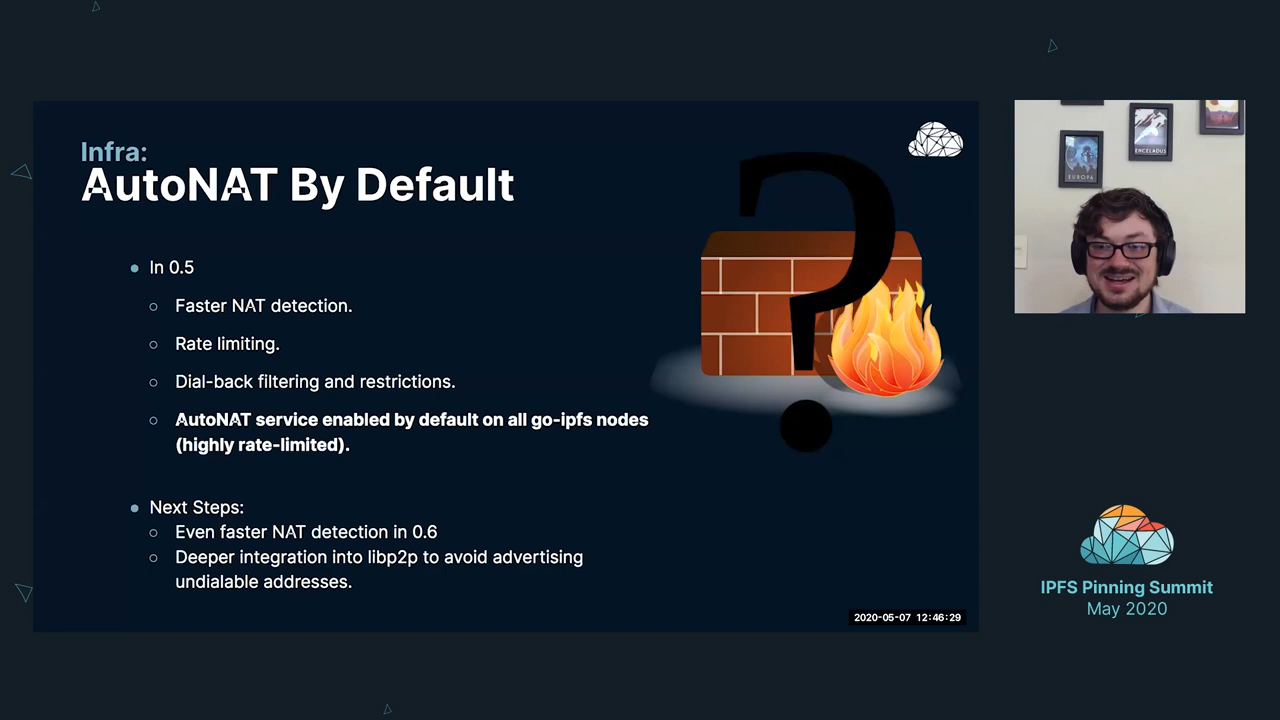 Infra:
AutoNAT By Default
In 0.5
Faster NAT detection.
Rate limiting.
Dial-back filtering and restrictions.
AutoNAT service enabled by default on all go-ipfs nodes
(highly rate-limited).
Next Steps:
Even faster NAT detection in 0.6
Deeper integration into libp2p to avoid advertising
undialable addresses.
2020-05-07 12:46:29
?
EUROPA
ENCELADUS
IPFS Pinning Summit
May 2020